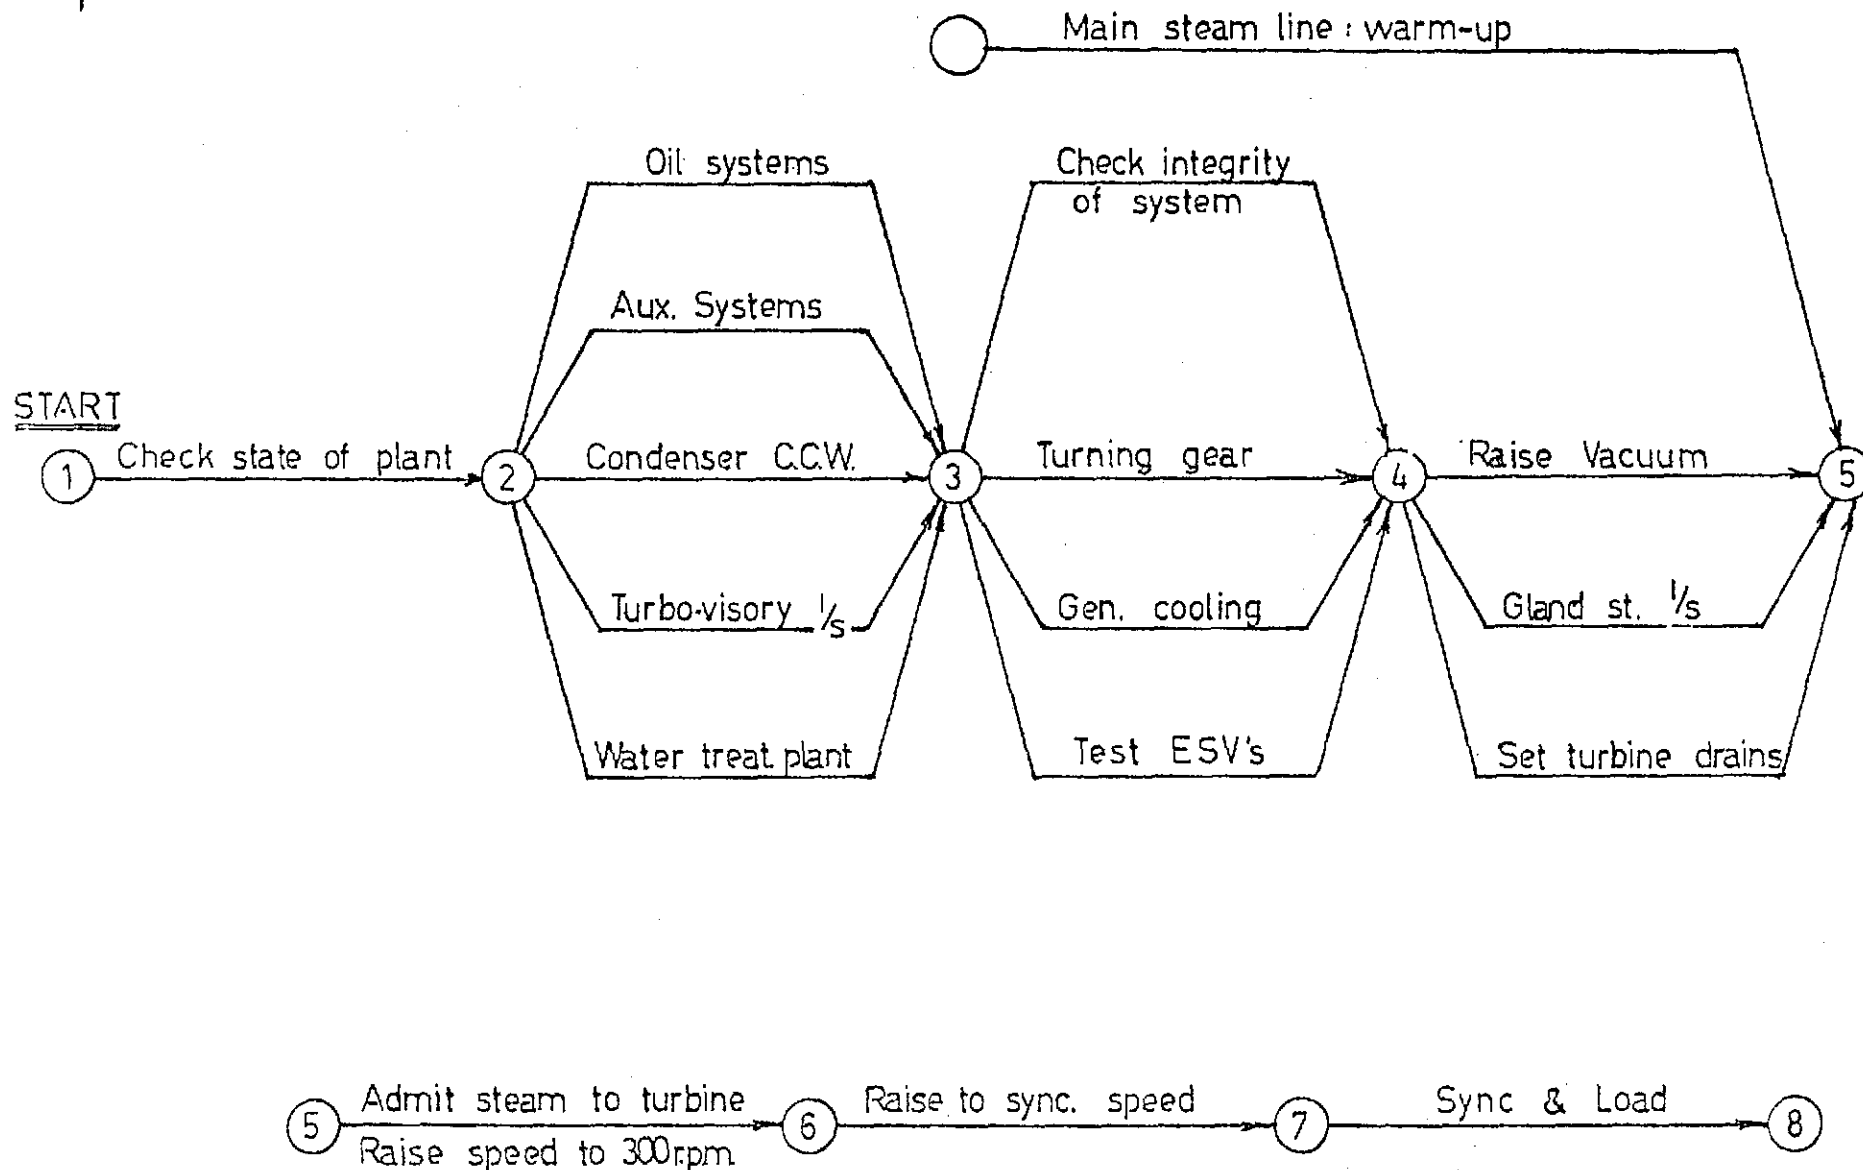 Main steam line : warm-up
Oil systems
Check integrity
of system
Aux. Systems
START
1
Check state of plant
2
Condenser C.C.W.
3
Turning gear
4
Raise Vacuum
5
Turbo-visory 1/s
Gen. cooling
Gland st. 1/s
Water treat. plant
Test ESV's
Set turbine drains
5
Admit steam to turbine
Raise speed to 300 r.p.m.
6
Raise to sync. speed
7
Sync & Load
8